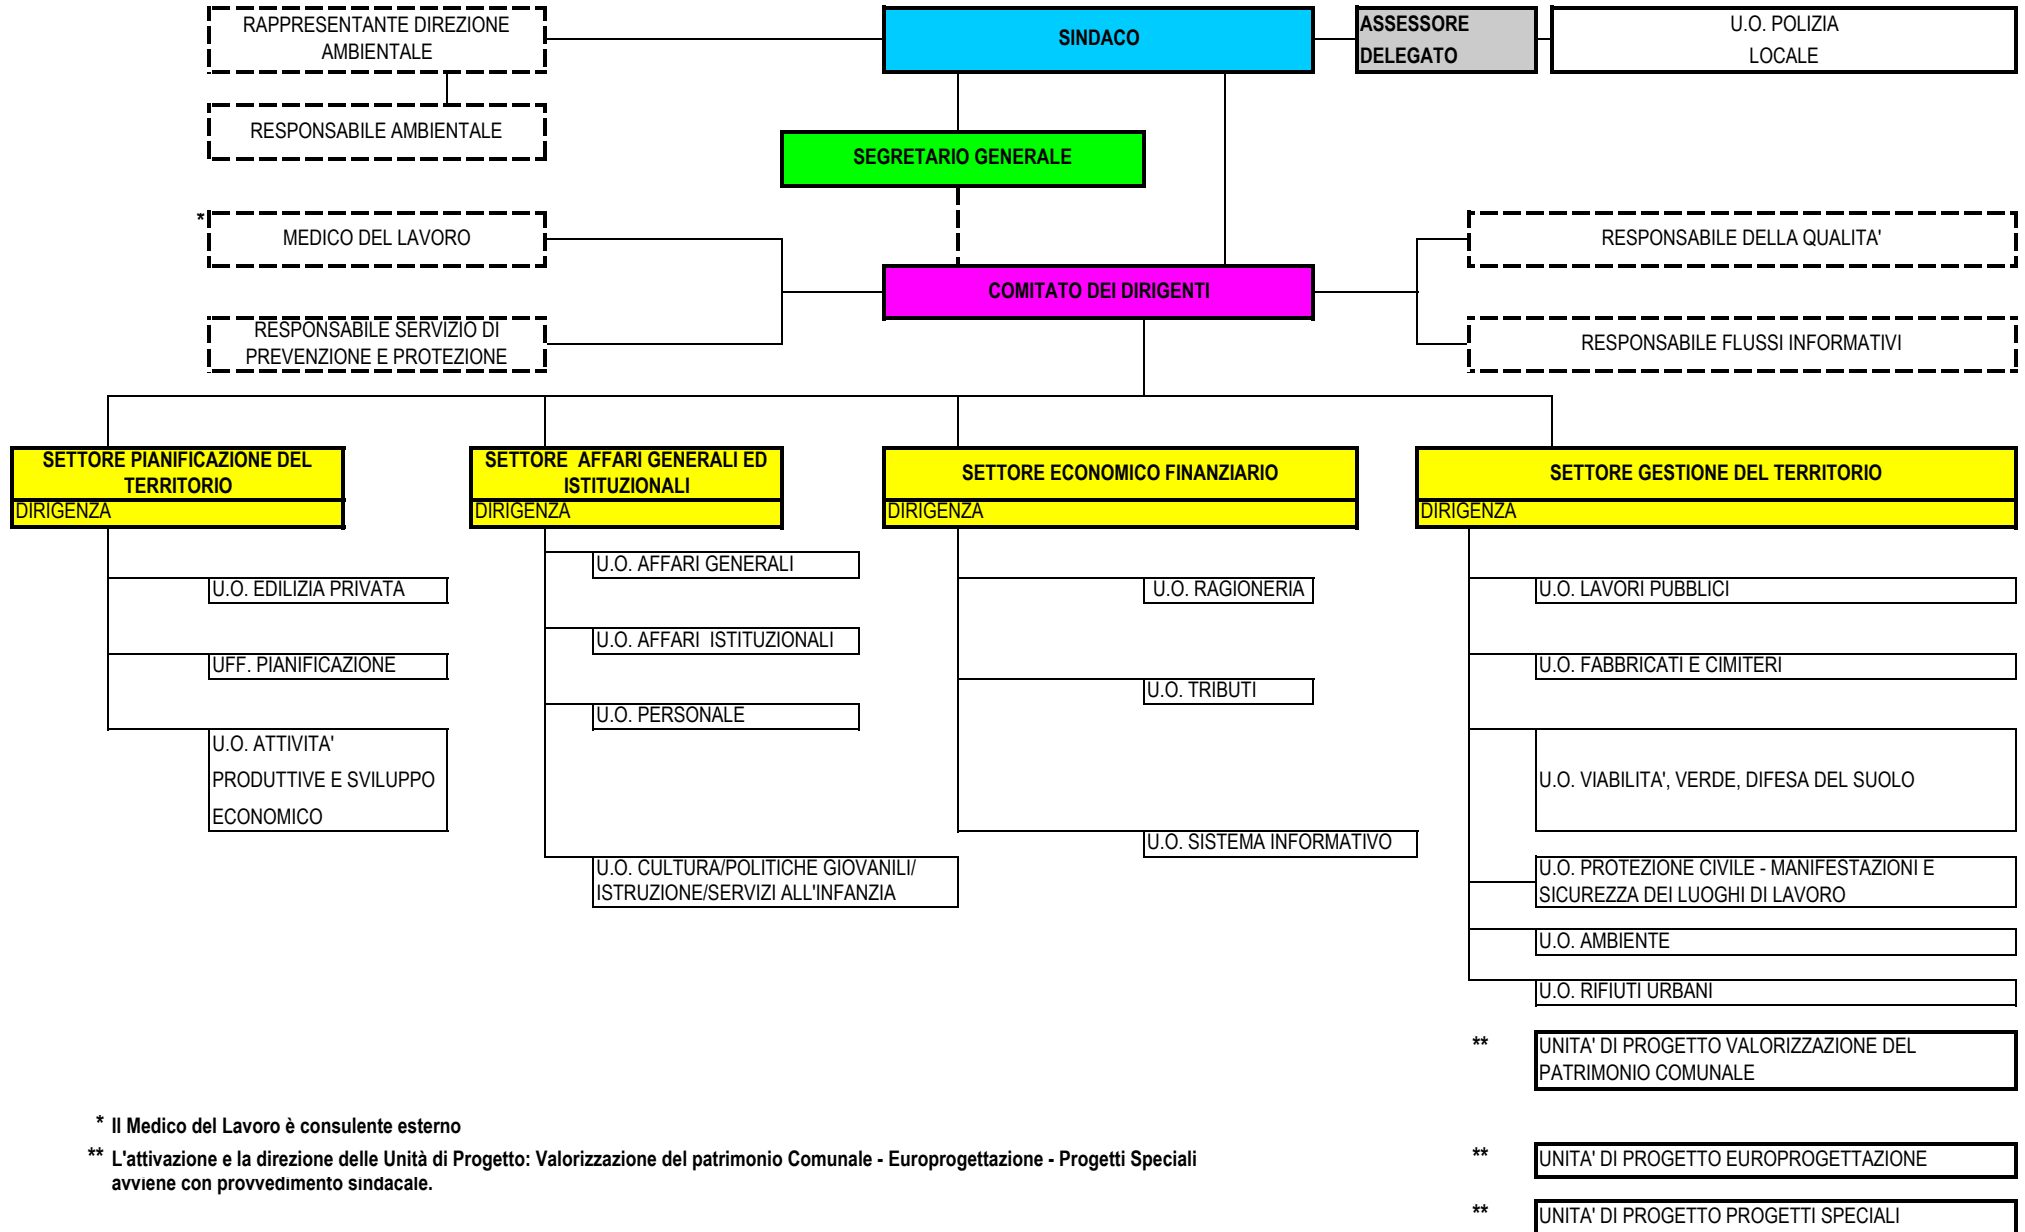 RAPPRESENTANTE DIREZIONE
AMBIENTALE
SINDACO
ASSESSORE
DELEGATO
U.O. POLIZIA
LOCALE
RESPONSABILE AMBIENTALE
SEGRETARIO GENERALE
*
MEDICO DEL LAVORO
RESPONSABILE DELLA QUALITA'
COMITATO DEI DIRIGENTI
RESPONSABILE SERVIZIO DI
PREVENZIONE E PROTEZIONE
RESPONSABILE FLUSSI INFORMATIVI
SETTORE PIANIFICAZIONE DEL
TERRITORIO
DIRIGENZA
U.O. EDILIZIA PRIVATA
UFF. PIANIFICAZIONE
U.O. ATTIVITA'
PRODUTTIVE E SVILUPPO
ECONOMICO
SETTORE AFFARI GENERALI ED
ISTITUZIONALI
DIRIGENZA
U.O. AFFARI GENERALI
U.O. AFFARI ISTITUZIONALI
U.O. PERSONALE
U.O. CULTURA/POLITICHE GIOVANILI/
ISTRUZIONE/SERVIZI ALL'INFANZIA
SETTORE ECONOMICO FINANZIARIO
DIRIGENZA
U.O. RAGIONERIA
U.O. TRIBUTI
U.O. SISTEMA INFORMATIVO
SETTORE GESTIONE DEL TERRITORIO
DIRIGENZA
U.O. LAVORI PUBBLICI
U.O. FABBRICATI E CIMITERI
U.O. VIABILITA', VERDE, DIFESA DEL SUOLO
U.O. PROTEZIONE CIVILE - MANIFESTAZIONI E
SICUREZZA DEI LUOGHI DI LAVORO
U.O. AMBIENTE
U.O. RIFIUTI URBANI
** UNITA' DI PROGETTO VALORIZZAZIONE DEL
PATRIMONIO COMUNALE
** UNITA' DI PROGETTO EUROPROGETTAZIONE
** UNITA' DI PROGETTO PROGETTI SPECIALI
* Il Medico del Lavoro è consulente esterno
** L'attivazione e la direzione delle Unità di Progetto: Valorizzazione del patrimonio Comunale - Europrogettazione - Progetti Speciali
avviene con provvedimento sindacale.